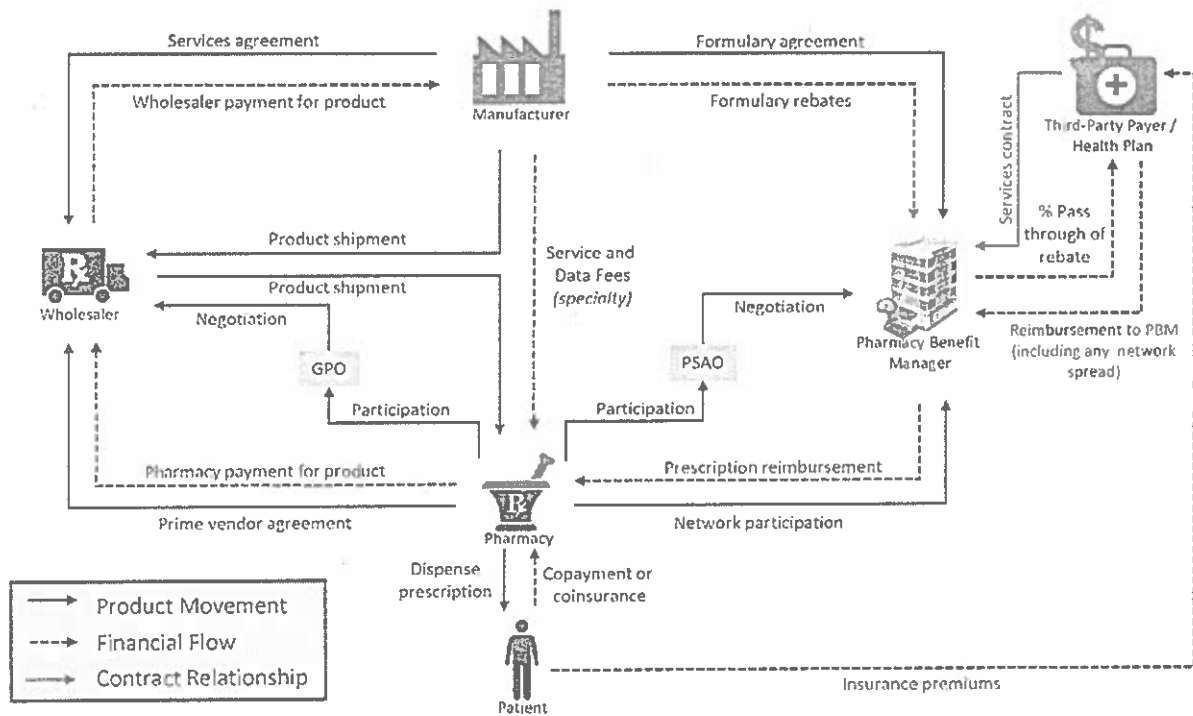 Services agreement
Wholesaler payment for product
Manufacturer
Formulary agreement
Formulary rebates
Third-Party Payer /
Health Plan
Services contract
% Pass
through of
rebate
Product shipment
Product shipment
Negotiation
Rx
Wholesaler
Service and
Data Fees
(specialty)
Negotiation
Pharmacy Benefit
Manager
Reimbursement to PBM
(including any network
spread)
GPO
PSAO
Participation
Participation
Pharmacy payment for product
Prescription reimbursement
Rx
Prime vendor agreement
Pharmacy
Network participation
Dispense
prescription
Copayment or
coinsurance
Product Movement
Financial Flow
Contract Relationship
Patient
Insurance premiums